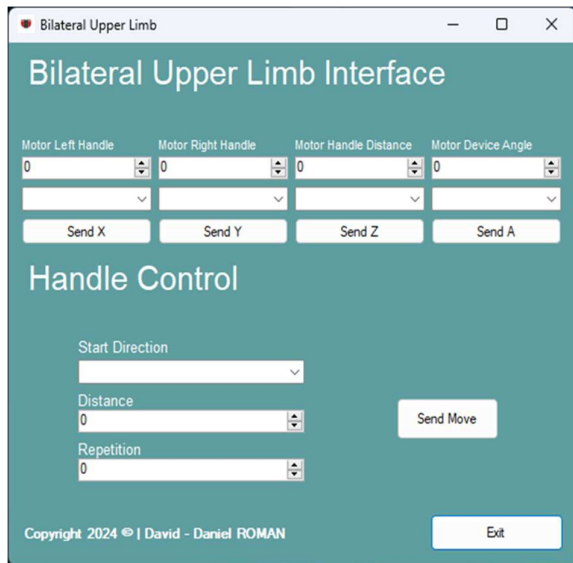 Bilateral Upper Limb
Bilateral Upper Limb Interface
Motor Left Handle Motor Right Handle Motor Handle Distance Motor Device Angle
0 0 0 0
Send X Send Y Send Z Send A
Handle Control
Start Direction
Distance
0
Send Move
Repetition
0
Copyright 2024 © | David - Daniel ROMAN
Exit